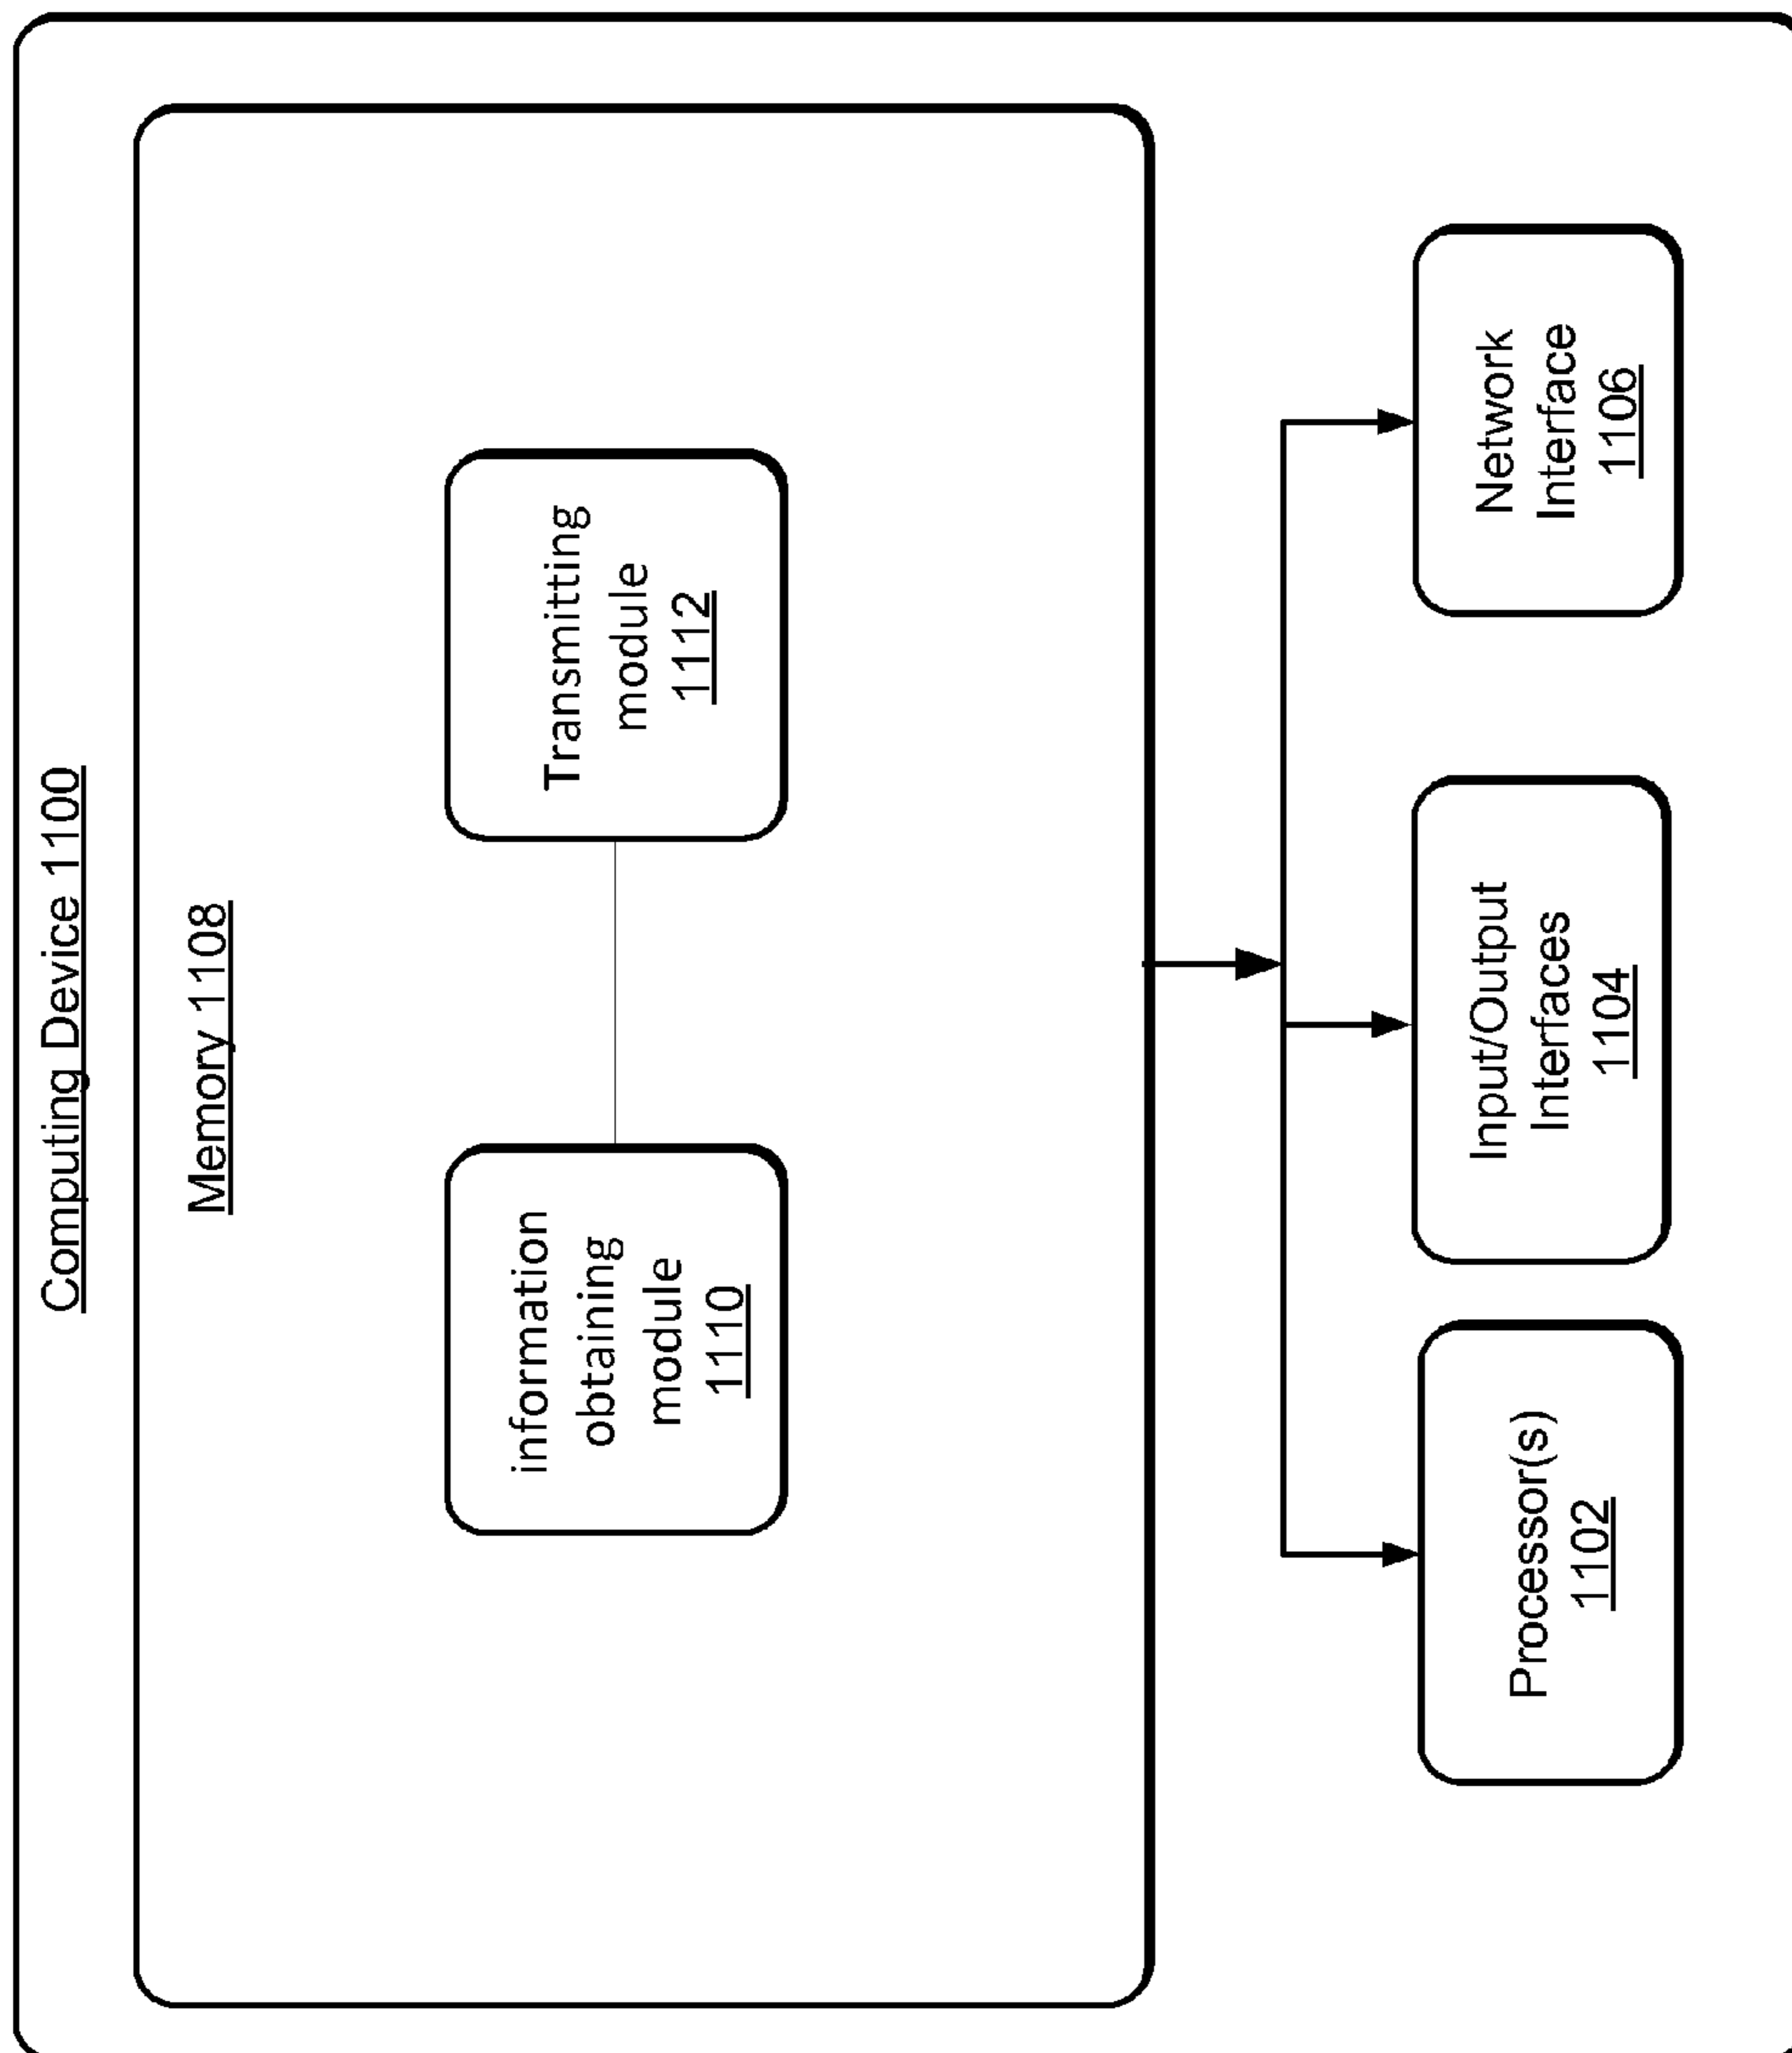 Computing Device 1100
Memory 1108
information
obtaining
module
1110
Transmitting
module
1112
Processor(s)
1102
Input/Output
Interfaces
1104
Network
Interface
1106